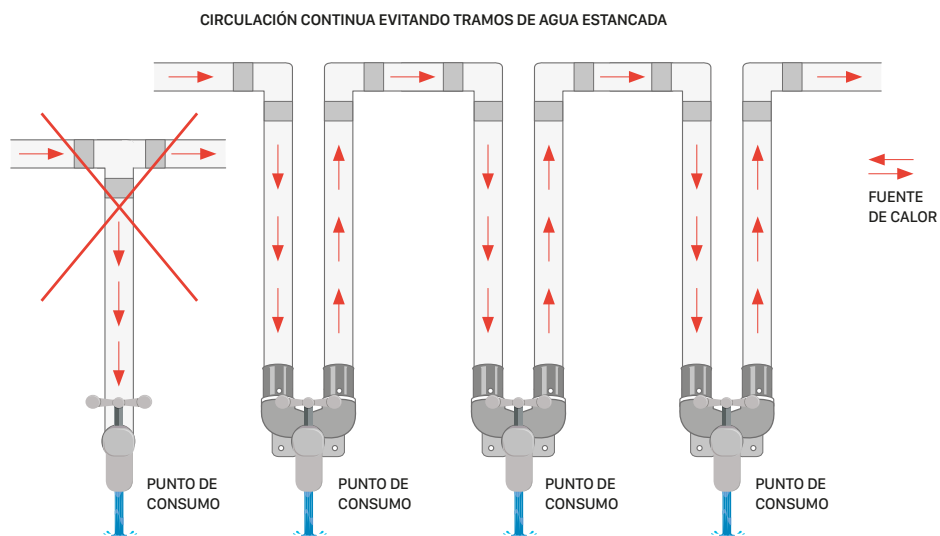 CIRCULACIÓN CONTINUA EVITANDO TRAMOS DE AGUA ESTANCADA
FUENTE
DE CALOR
PUNTO DE
CONSUMO
PUNTO DE
CONSUMO
PUNTO DE
CONSUMO
PUNTO DE
CONSUMO